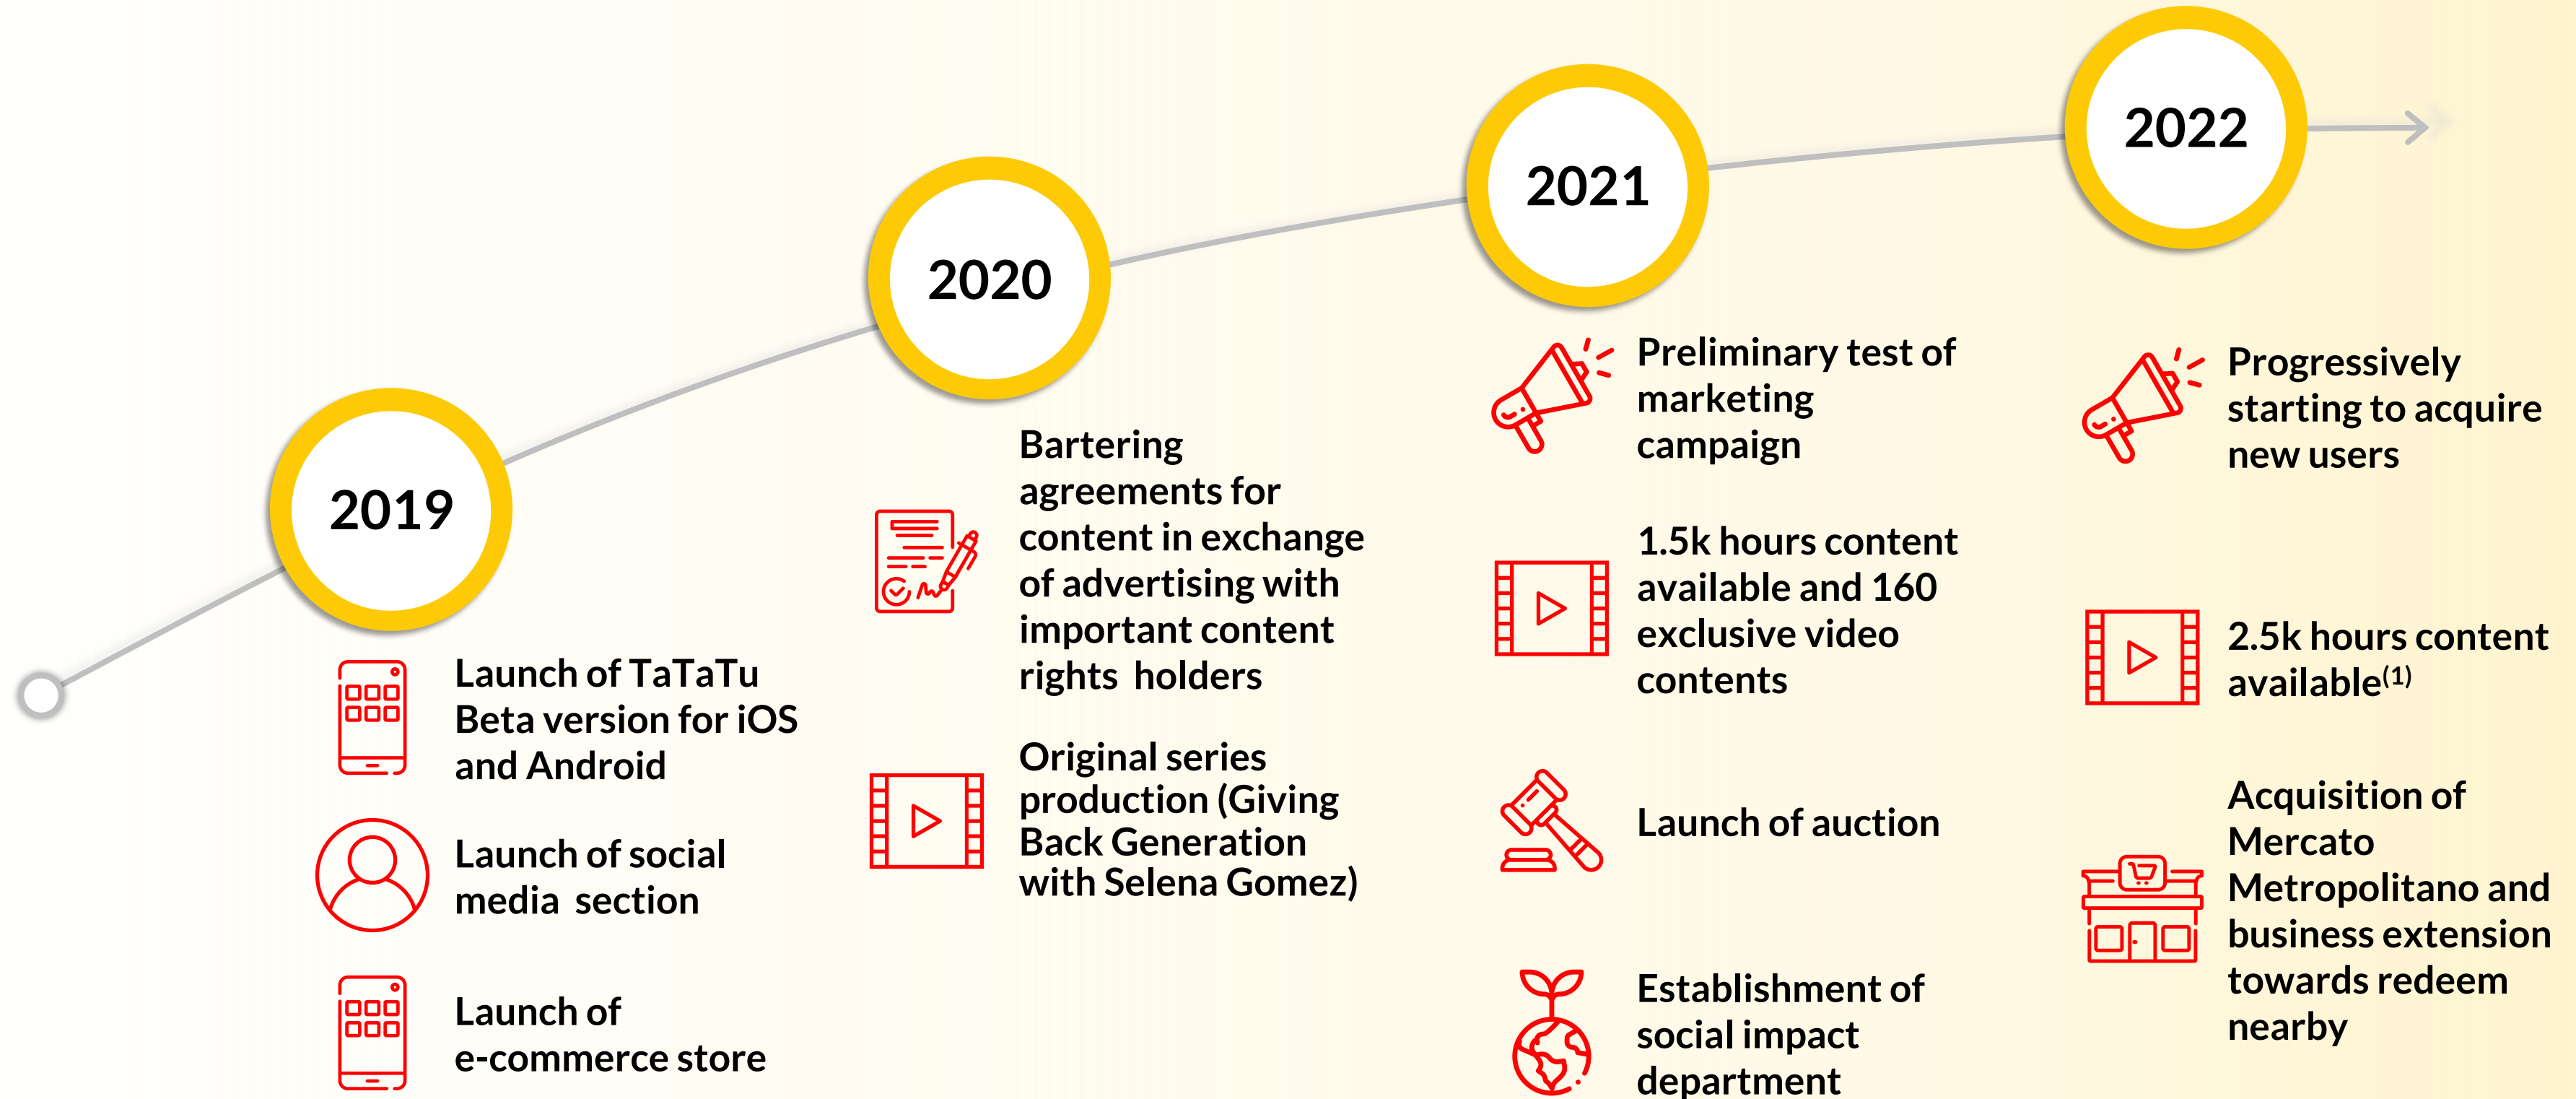 2019
Launch of TaTaTu
Beta version for iOS
and Android
Launch of social
media section
Launch of
e-commerce store
2020
Bartering
agreements for
content in exchange
of advertising with
important content
rights holders
Original series
production (Giving
Back Generation
with Selena Gomez)
2021
Preliminary test of
marketing
campaign
1.5k hours content
available and 160
exclusive video
contents
Launch of auction
Establishment of
social impact
department
2022
Progressively
starting to acquire
new users
2.5k hours content
available(1)
Acquisition of
Mercato
Metropolitano and
business extension
towards redeem
nearby